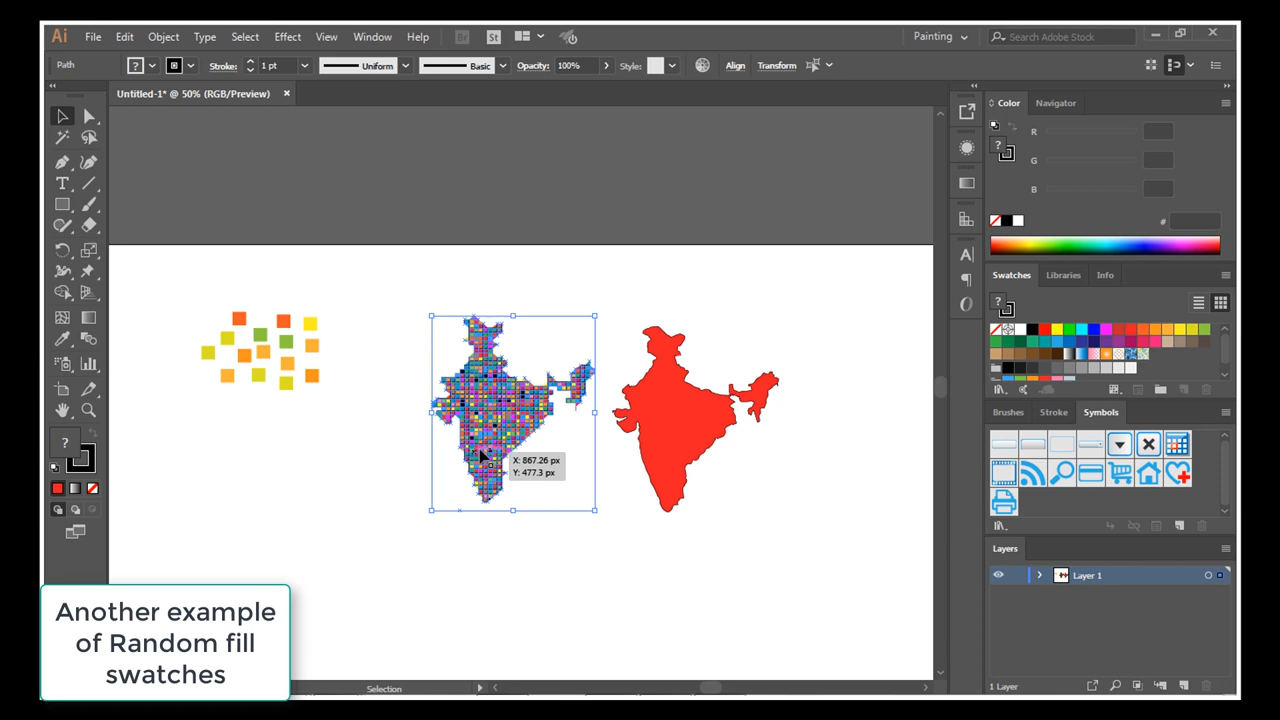 Ai File Edit Object Type Select Effect View Window Help Br St Painting Search Adobe Stock
Path ? Stroke: 1 pt Uniform Basic Opacity: 100% Style: Align Transform
Untitled-1* @ 50% (RGB/Preview) ×
Color Navigator
R
G
B
#
Swatches Libraries Info
Brushes Stroke Symbols
Layers
Layer 1
1 Layer
X: 867.26 px
Y: 477.3 px
Selection
Another example
of Random fill
swatches